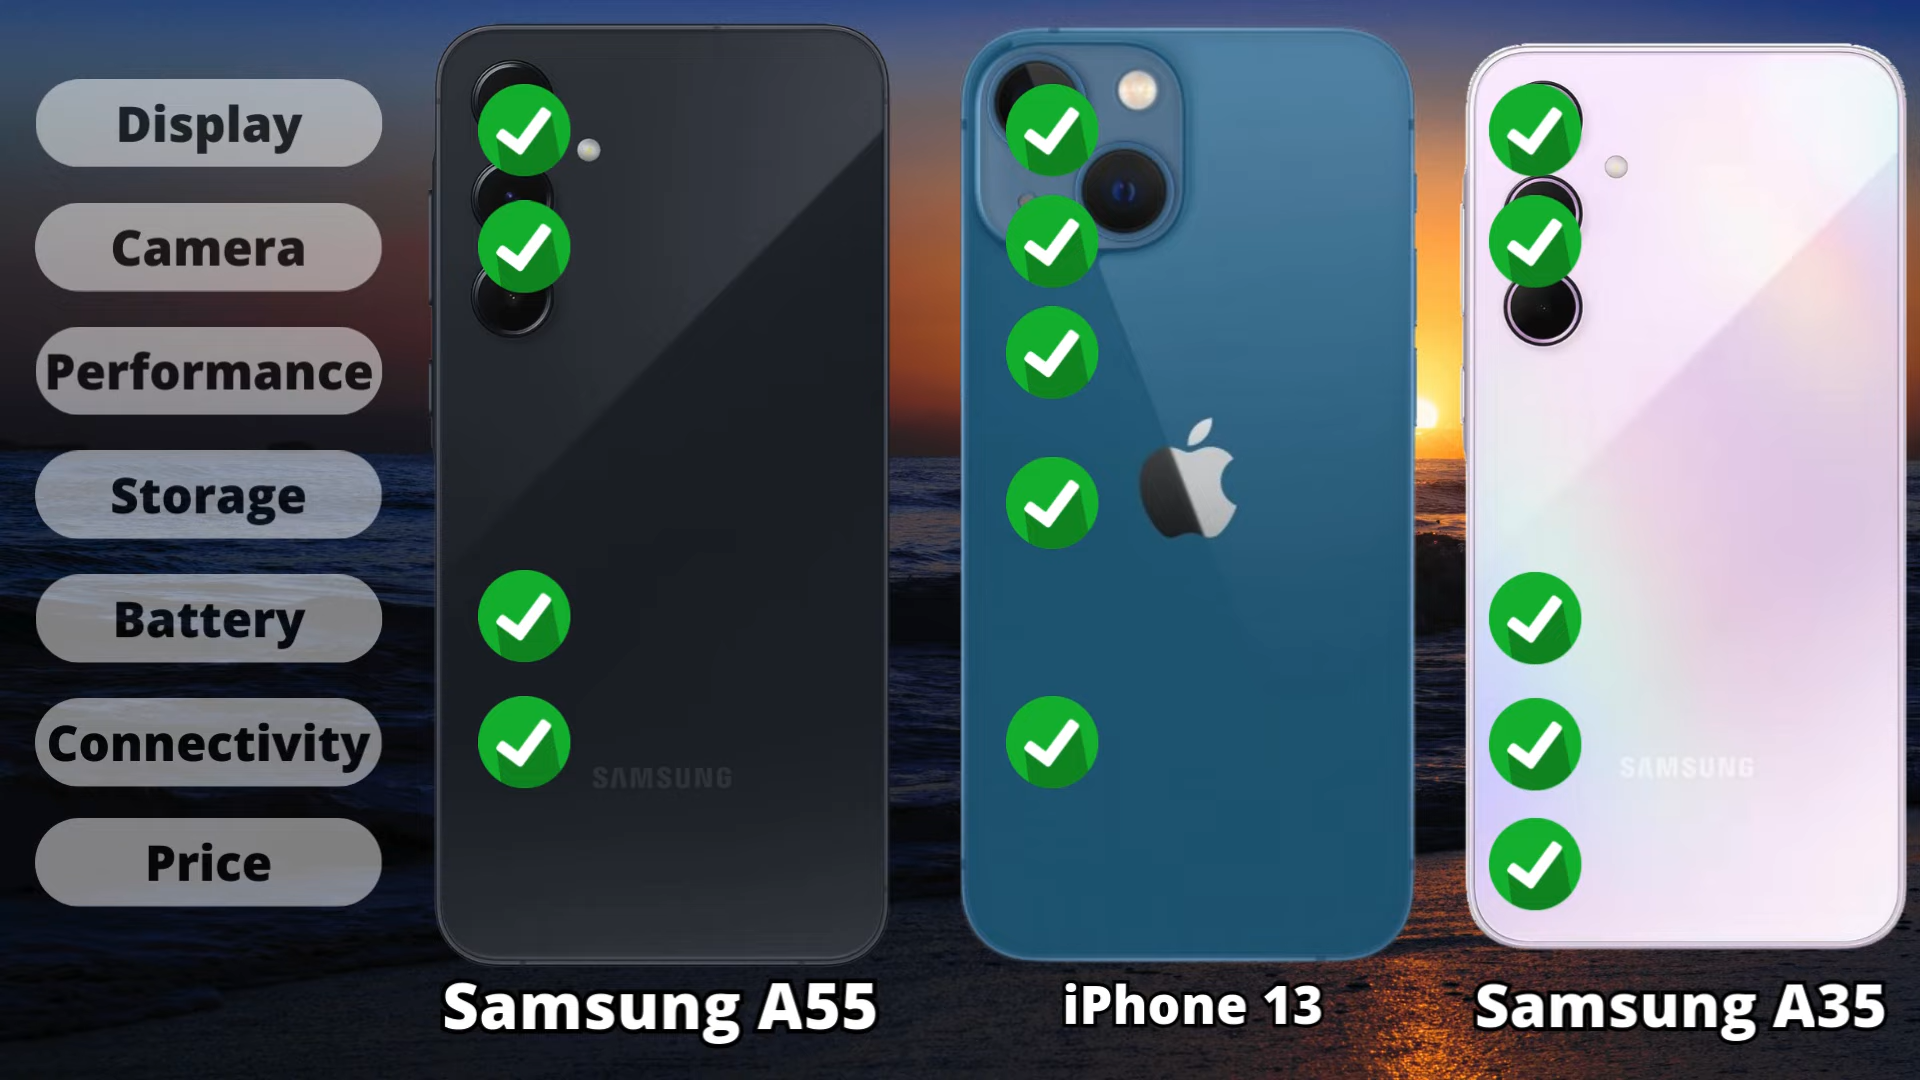 Display
Camera
Performance
Storage
Battery
Connectivity
Price
SAMSUNG
SAMSUNG
Samsung A55
iPhone 13
Samsung A35